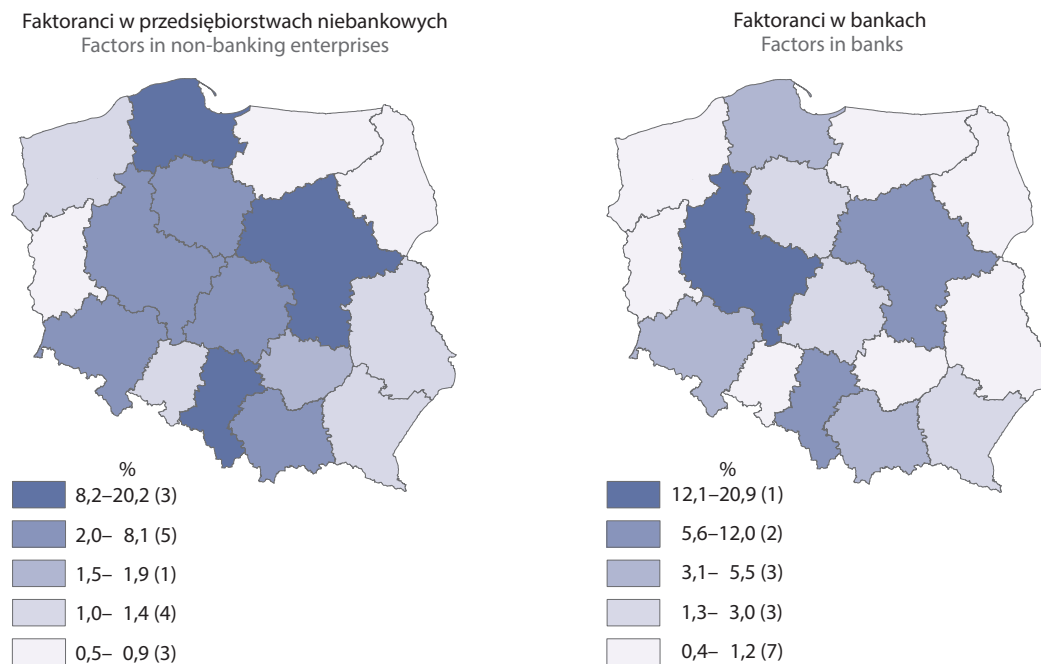 Faktoranci w przedsiębiorstwach niebankowych
Factors in non-banking enterprises
%
8,2–20,2 (3)
2,0– 8,1 (5)
1,5– 1,9 (1)
1,0– 1,4 (4)
0,5– 0,9 (3)
Faktoranci w bankach
Factors in banks
%
12,1–20,9 (1)
5,6–12,0 (2)
3,1– 5,5 (3)
1,3– 3,0 (3)
0,4– 1,2 (7)